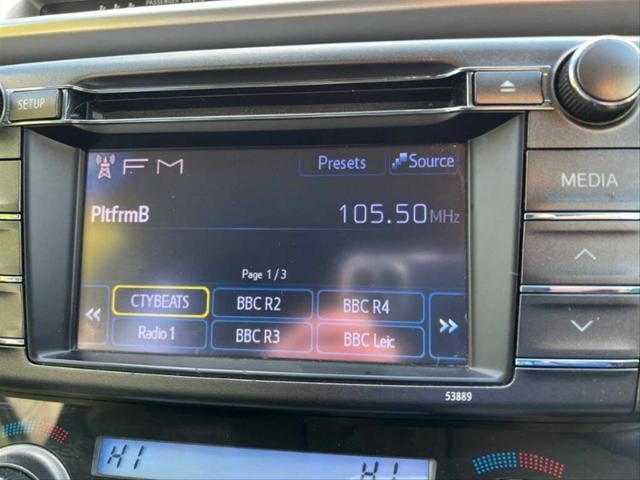 PASSENGER
SETUP
FM
Presets
Source
MEDIA
PltfrmB
105.50MHz
Page 1/3
CTYBEATS
BBC R2
BBC R4
Radio 1
BBC R3
BBC Leic
53889
HI
HI